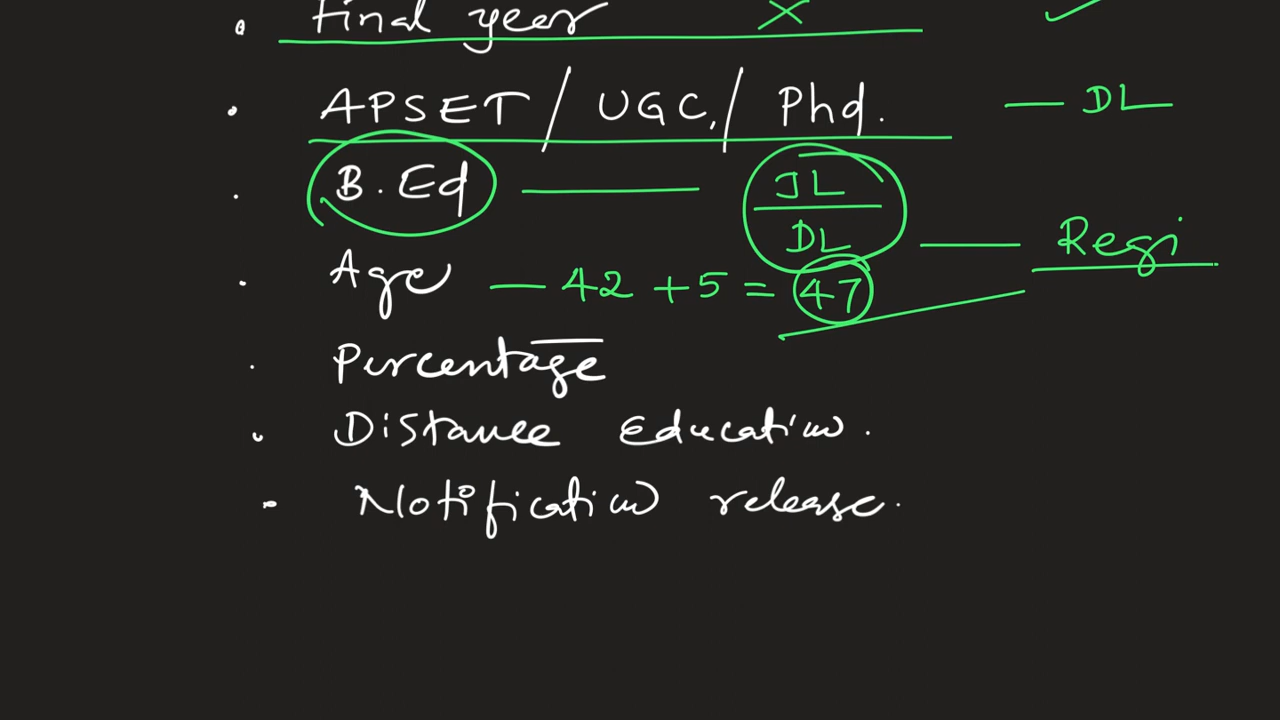 . final year ×
. APSET / UGC, / Phd. — DL
. B.Ed — JL
DL — Regi
. Age — 42 + 5 = 47
. Percentage
. Distance Education.
. Notification release.